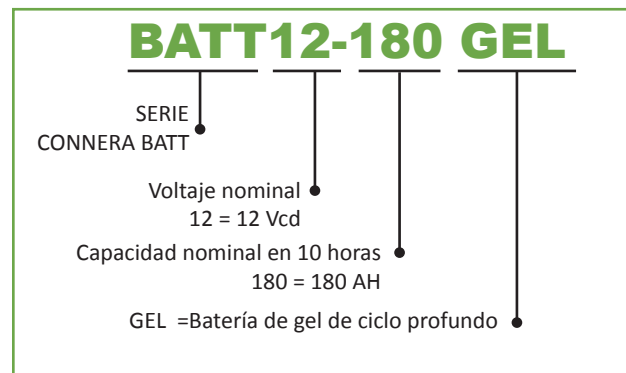 BATT12-180 GEL
SERIE
CONNERA BATT
Voltaje nominal
12 = 12 Vcd
Capacidad nominal en 10 horas
180 = 180 AH
GEL =Batería de gel de ciclo profundo